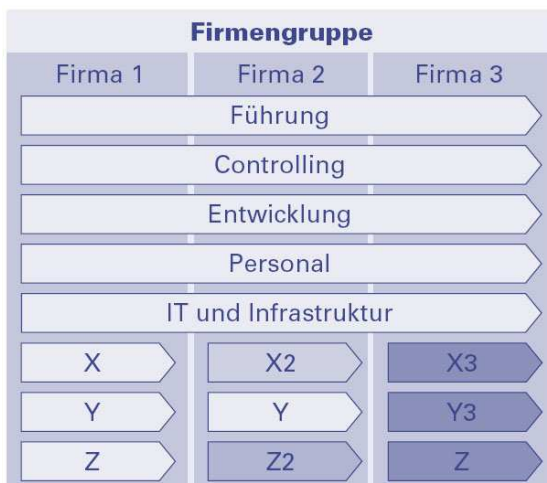 Firmengruppe
Firma 1 Firma 2 Firma 3
Führung
Controlling
Entwicklung
Personal
IT und Infrastruktur
X X2 X3
Y Y Y3
Z Z2 Z